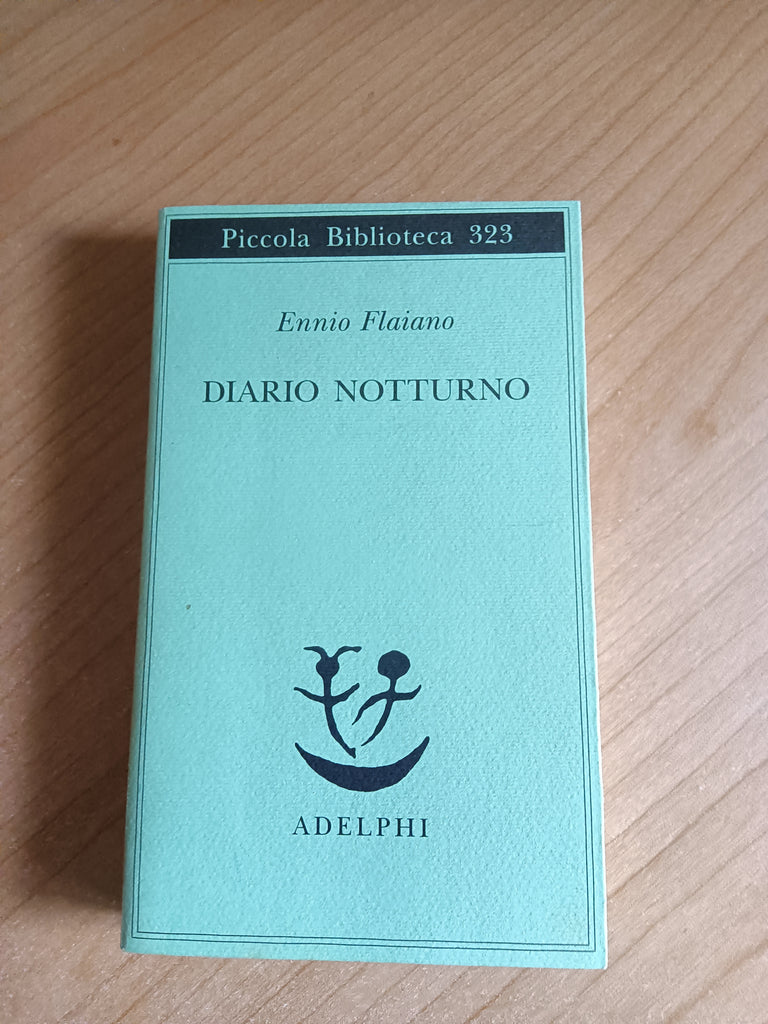 Piccola Biblioteca 323
Ennio Flaiano
DIARIO NOTTURNO
ADELPHI